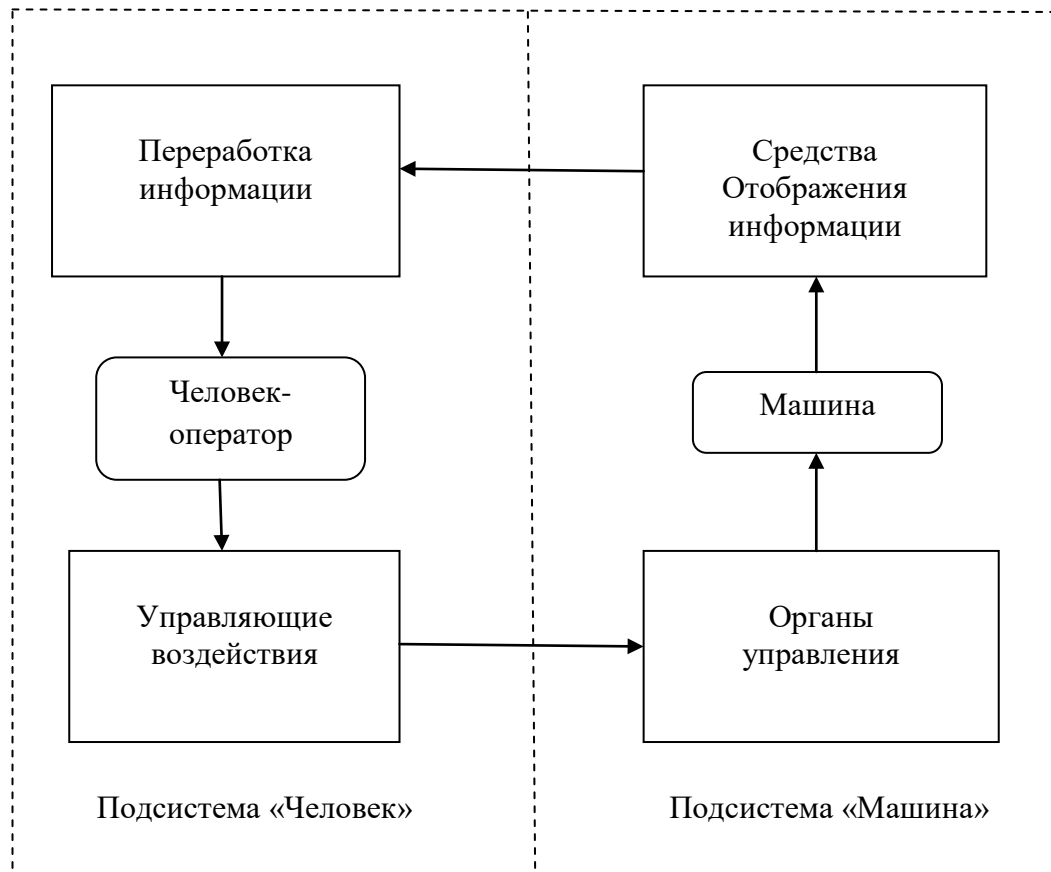 Переработка
информации
Средства
Отображения
информации
Человек-
оператор
Машина
Управляющие
воздействия
Органы
управления
Подсистема «Человек»
Подсистема «Машина»